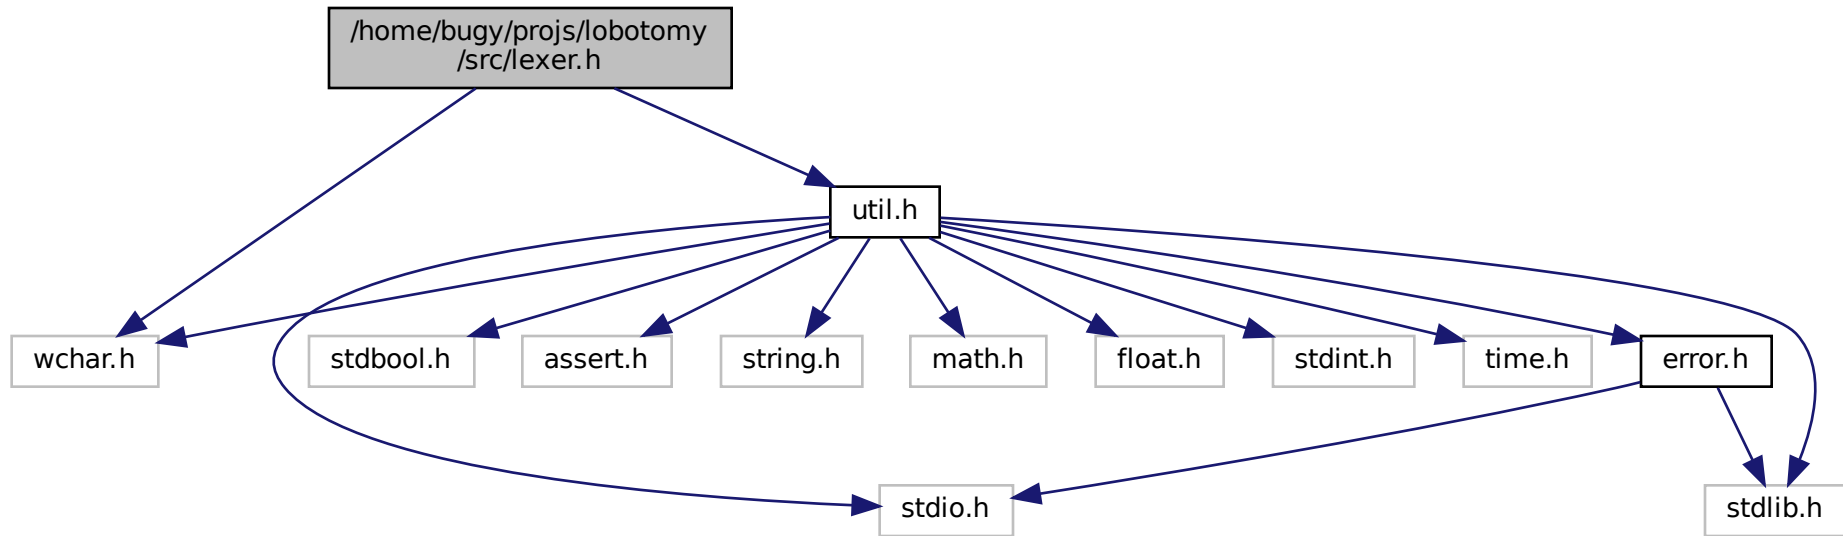 /home/bugy/projs/lobotomy
/src/lexer.h
util.h
wchar.h
stdbool.h
assert.h
string.h
math.h
float.h
stdint.h
time.h
error.h
stdio.h
stdlib.h